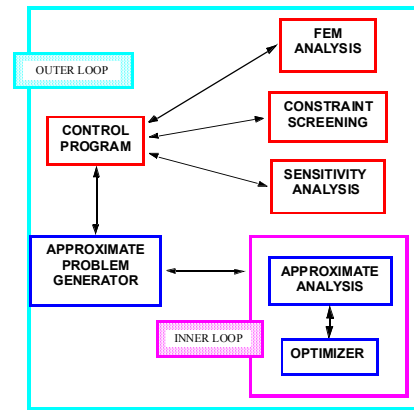 FEM
ANALYSIS
OUTER LOOP
CONTROL
PROGRAM
CONSTRAINT
SCREENING
SENSITIVITY
ANALYSIS
APPROXIMATE
PROBLEM
GENERATOR
APPROXIMATE
ANALYSIS
INNER LOOP
OPTIMIZER